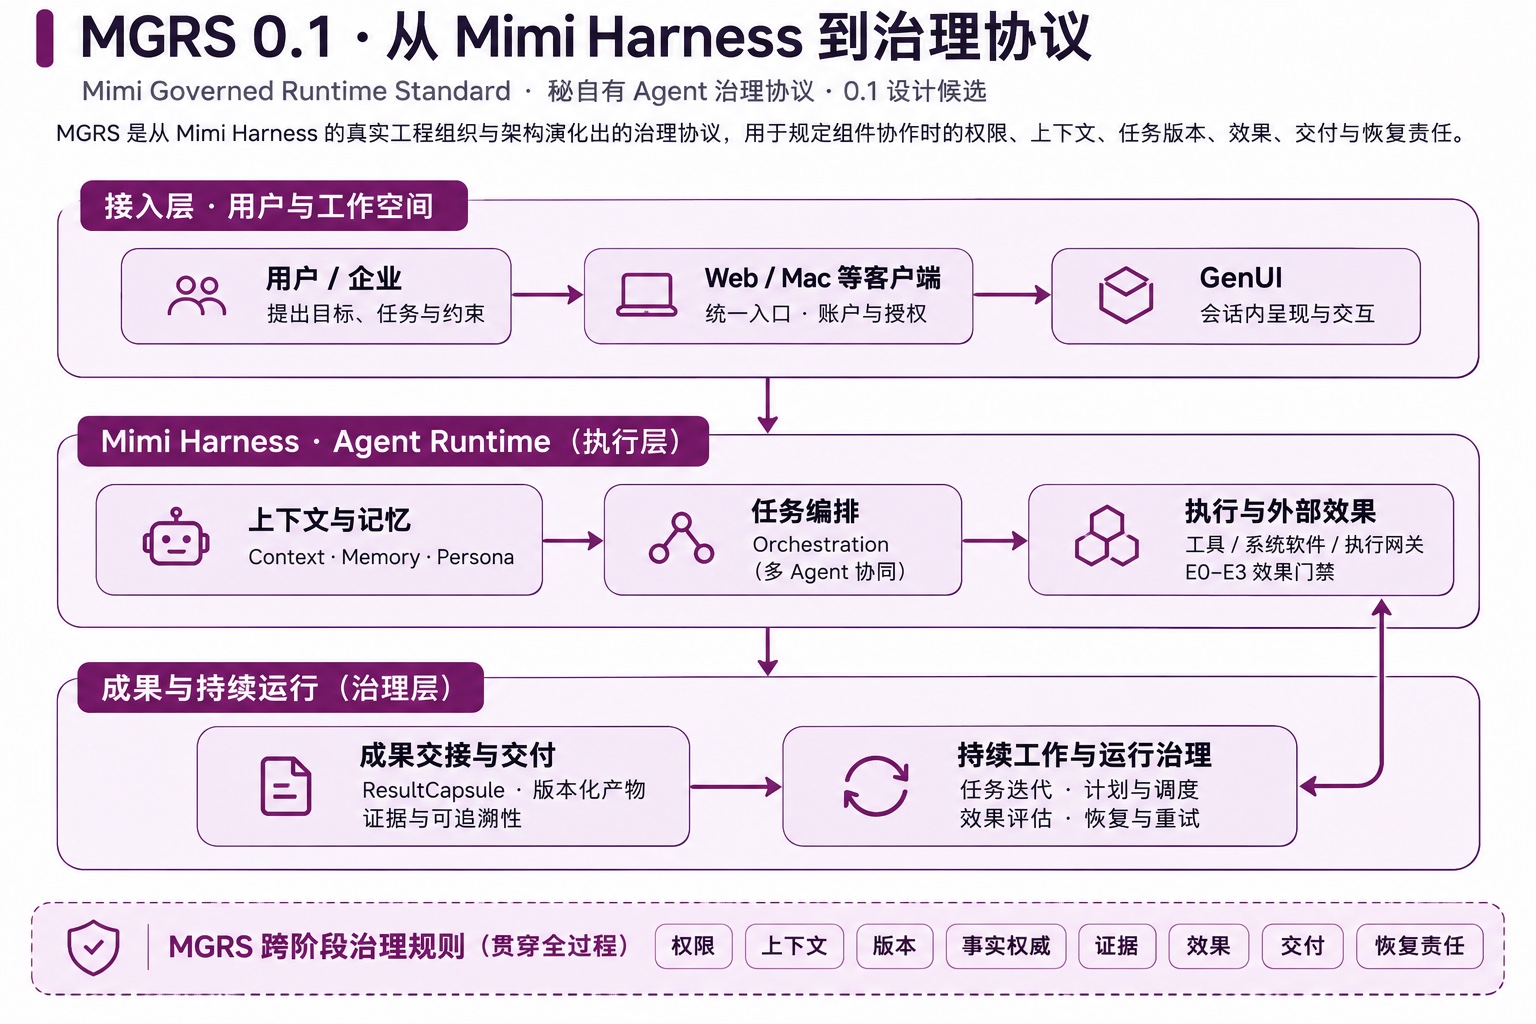 MGRS 0.1 · 从 Mimi Harness 到治理协议
Mimi Governed Runtime Standard · 秘自有 Agent 治理协议 · 0.1 设计候选
MGRS 是从 Mimi Harness 的真实工程组织与架构演化出的治理协议，用于规定组件协作时的权限、上下文、任务版本、效果、交付与恢复责任。
接入层 · 用户与工作空间
用户 / 企业
提出目标、任务与约束
Web / Mac 等客户端
统一入口 · 账户与授权
GenUI
会话内呈现与交互
Mimi Harness · Agent Runtime（执行层）
上下文与记忆
Context · Memory · Persona
任务编排
Orchestration
（多 Agent 协同）
执行与外部效果
工具 / 系统软件 / 执行网关
E0–E3 效果门禁
成果与持续运行（治理层）
成果交接与交付
ResultCapsule · 版本化产物
证据与可追溯性
持续工作与运行治理
任务迭代 · 计划与调度
效果评估 · 恢复与重试
MGRS 跨阶段治理规则（贯穿全过程）
权限
上下文
版本
事实权威
证据
效果
交付
恢复责任